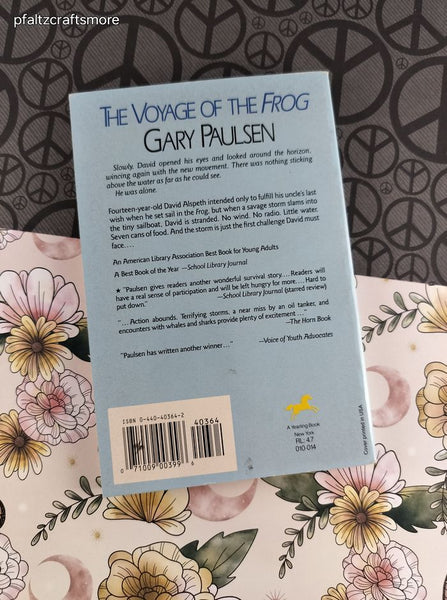 pfaltzcraftsmore
THE VOYAGE OF THE FROG
GARY PAULSEN
Slowly, David opened his eyes and looked around the horizon,
wincing again with the new movement. There was nothing sticking
above the water as far as he could see.
He was alone.
Fourteen-year-old David Alspeth intended only to fulfill his uncle's last
wish when he set sail in the Frog, but when a savage storm slams into
the tiny sailboat, David is stranded. No wind. No radio. Little water.
Seven cans of food. And the storm is just the first challenge David must
face....
An American Library Association Best Book for Young Adults
A Best Book of the Year —School Library Journal
★ "Paulsen gives readers another wonderful survival story.... Readers will
have a real sense of participation and will be left hungry for more.... Hard to
put down." —School Library Journal (starred review)
"... Action abounds. Terrifying storms, a near miss by an oil tanker, and
encounters with whales and sharks provide plenty of excitement ..."
—The Horn Book
"Paulsen has written another winner..."
—Voice of Youth Advocates
ISBN 0-440-40364-2
40364
0 71009 00399 6
A Yearling Book
New York
RL: 4.7
010-014
Cover printed in USA